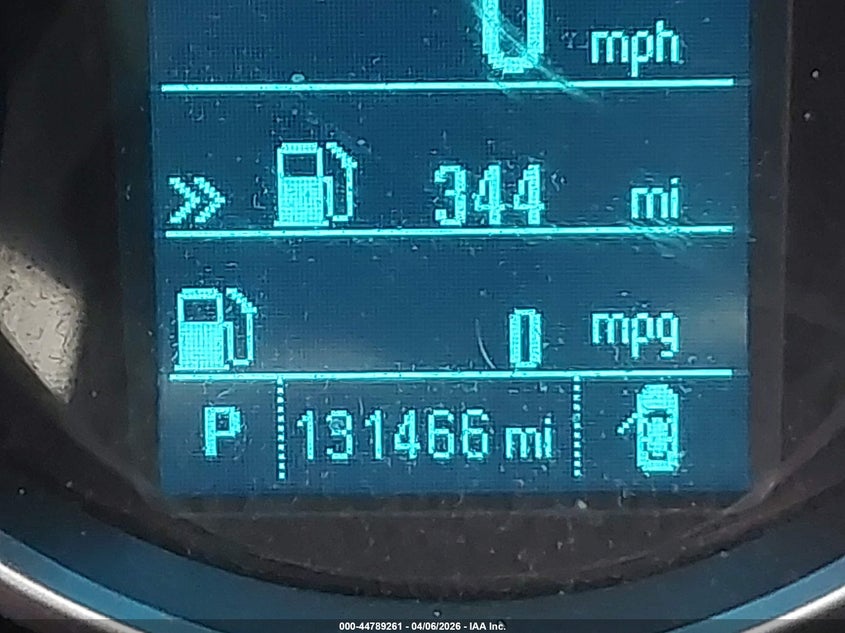 0 mph
» 344 mi
0 mpg
P 131466 mi
000-44789261 - 04/06/2026 - IAA Inc.